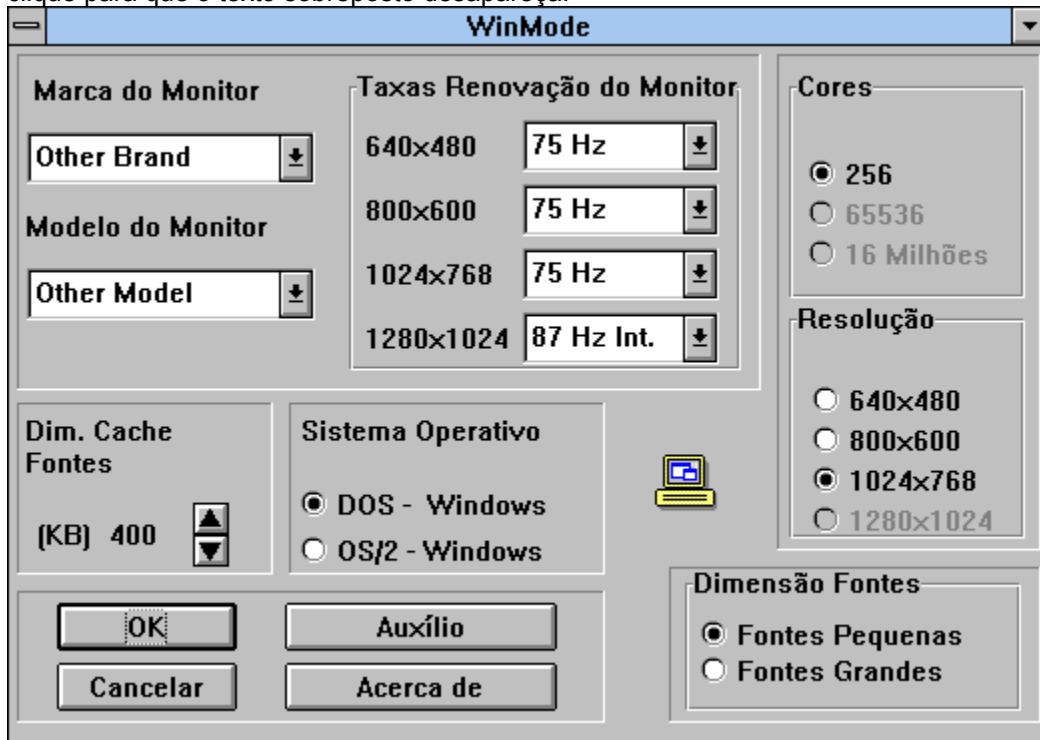 clique para que o texto sobreposto desapareça.
WinMode
Marca do Monitor
Other Brand
Modelo do Monitor
Other Model
Taxas Renovação do Monitor
640x480 75 Hz
800x600 75 Hz
1024x768 75 Hz
1280x1024 87 Hz Int.
Cores
256
65536
16 Milhões
Resolução
640x480
800x600
1024x768
1280x1024
Dim. Cache
Fontes
(KB) 400
Sistema Operativo
DOS - Windows
OS/2 - Windows
OK
Auxílio
Cancelar
Acerca de
Dimensão Fontes
Fontes Pequenas
Fontes Grandes